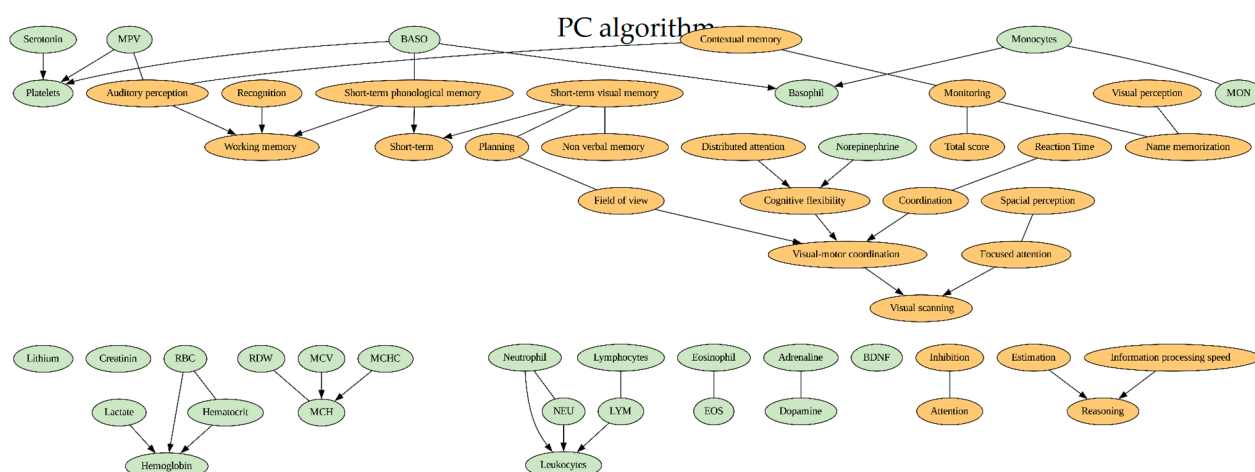 PC algorithm
Serotonin
MPV
BASO
Contextual memory
Monocytes
Platelets
Auditory perception
Recognition
Short-term phonological memory
Short-term visual memory
Basophil
Monitoring
Visual perception
MON
Working memory
Short-term
Planning
Non verbal memory
Distributed attention
Norepinephrine
Total score
Reaction Time
Name memorization
Field of view
Cognitive flexibility
Coordination
Spacial perception
Visual-motor coordination
Focused attention
Visual scanning
Lithium
Creatinin
RBC
RDW
MCV
MCHC
Neutrophil
Lymphocytes
Eosinophil
Adrenaline
BDNF
Inhibition
Estimation
Information processing speed
Lactate
Hematocrit
MCH
NEU
LYM
EOS
Dopamine
Attention
Reasoning
Hemoglobin
Leukocytes